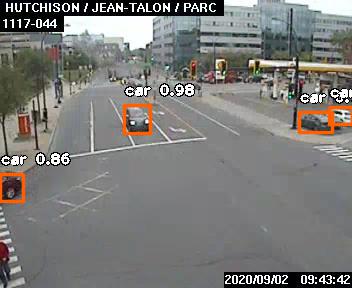 HUTCHISON / JEAN-TALON / PARC
1117-044
car 0.98
car
car 0.86
2020/09/02 09:43:42